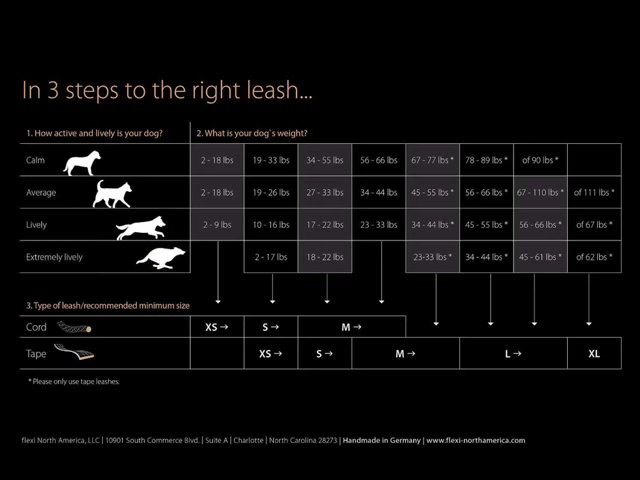 In 3 steps to the right leash...
1. How active and lively is your dog? 2. What is your dog`s weight?
Calm 2 - 18 lbs 19 - 33 lbs 34 - 55 lbs 56 - 66 lbs 67 - 77 lbs * 78 - 89 lbs * of 90 lbs *
Average 2 - 18 lbs 19 - 26 lbs 27 - 33 lbs 34 - 44 lbs 45 - 55 lbs * 56 - 66 lbs * 67 - 110 lbs * of 111 lbs *
Lively 2 - 9 lbs 10 - 16 lbs 17 - 22 lbs 23 - 33 lbs 34 - 44 lbs * 45 - 55 lbs * 56 - 66 lbs * of 67 lbs *
Extremely lively 2 - 17 lbs 18 - 22 lbs 23-33 lbs * 34 - 44 lbs * 45 - 61 lbs * of 62 lbs *
3. Type of leash/recommended minimum size
Cord XS → S → M →
Tape XS → S → M → L → XL
* Please only use tape leashes.
flexi North America, LLC | 10901 South Commerce Blvd. | Suite A | Charlotte | North Carolina 28273 | Handmade in Germany | www.flexi-northamerica.com